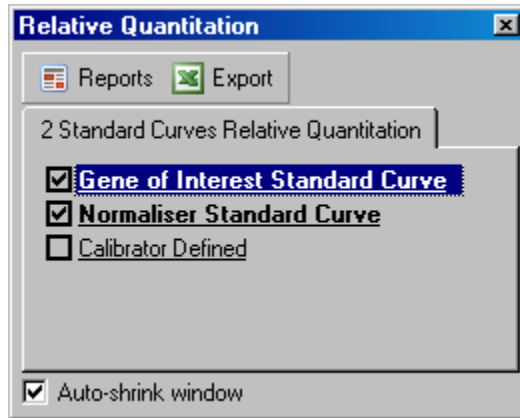 Relative Quantitation
Reports Export
2 Standard Curves Relative Quantitation
Gene of Interest Standard Curve
Normaliser Standard Curve
Calibrator Defined
Auto-shrink window